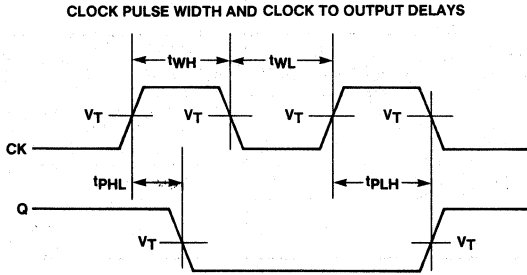 CLOCK PULSE WIDTH AND CLOCK TO OUTPUT DELAYS
tWH
tWL
VT
VT
VT
VT
CK
tPHL
tPLH
Q
VT
VT